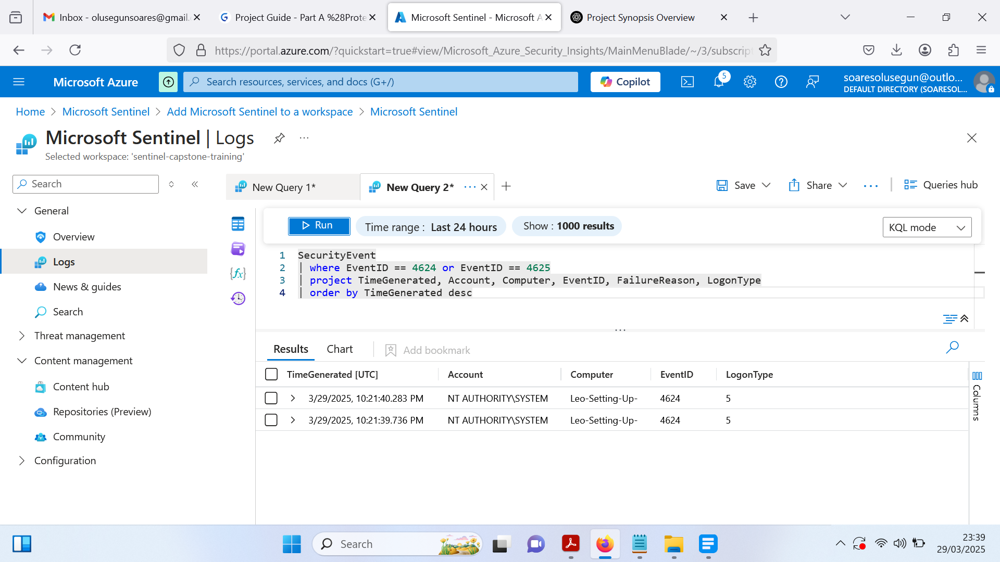 Inbox - olusegunsoares@gmail.c
Project Guide - Part A %28Prote
Microsoft Sentinel - Microsoft A
Project Synopsis Overview
https://portal.azure.com/?quickstart=true#view/Microsoft_Azure_Security_Insights/MainMenuBlade/~/3/subscript
Microsoft Azure
Search resources, services, and docs (G+/)
Copilot
5
soaresolusegun@outlo...
DEFAULT DIRECTORY (SOARESOL...
Home > Microsoft Sentinel > Add Microsoft Sentinel to a workspace > Microsoft Sentinel
Microsoft Sentinel | Logs
Selected workspace: 'sentinel-capstone-training'
Search
General
Overview
Logs
News & guides
Search
Threat management
Content management
Content hub
Repositories (Preview)
Community
Configuration
New Query 1*
New Query 2*
Save
Share
Queries hub
Run
Time range : Last 24 hours
Show : 1000 results
KQL mode
1 SecurityEvent
2 | where EventID == 4624 or EventID == 4625
3 | project TimeGenerated, Account, Computer, EventID, FailureReason, LogonType
4 | order by TimeGenerated desc
Results
Chart
Add bookmark
TimeGenerated [UTC] Account Computer EventID LogonType
3/29/2025, 10:21:40.283 PM NT AUTHORITY\SYSTEM Leo-Setting-Up- 4624 5
3/29/2025, 10:21:39.736 PM NT AUTHORITY\SYSTEM Leo-Setting-Up- 4624 5
Columns
Search
23:39
29/03/2025